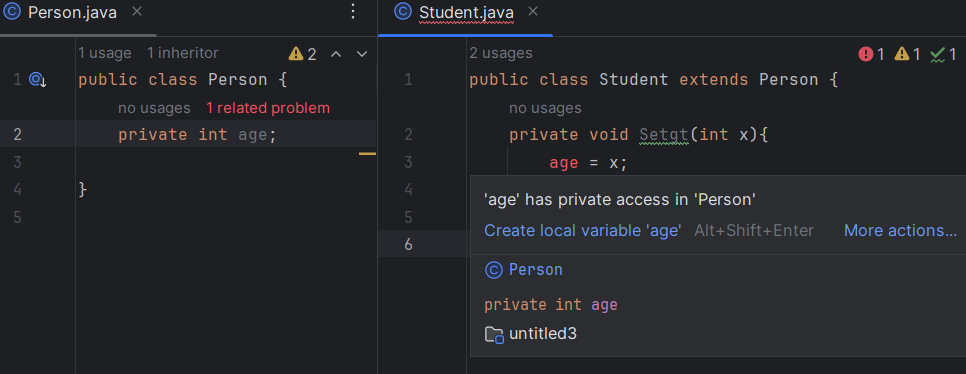 Person.java
1 usage 1 inheritor 2
1 public class Person {
no usages 1 related problem
2 private int age;
3
4 }
5
Student.java
2 usages 1 1 1
1 public class Student extends Person {
no usages
2 private void Setgt(int x){
3 age = x;
4
5
6
'age' has private access in 'Person'
Create local variable 'age' Alt+Shift+Enter More actions...
Person
private int age
untitled3